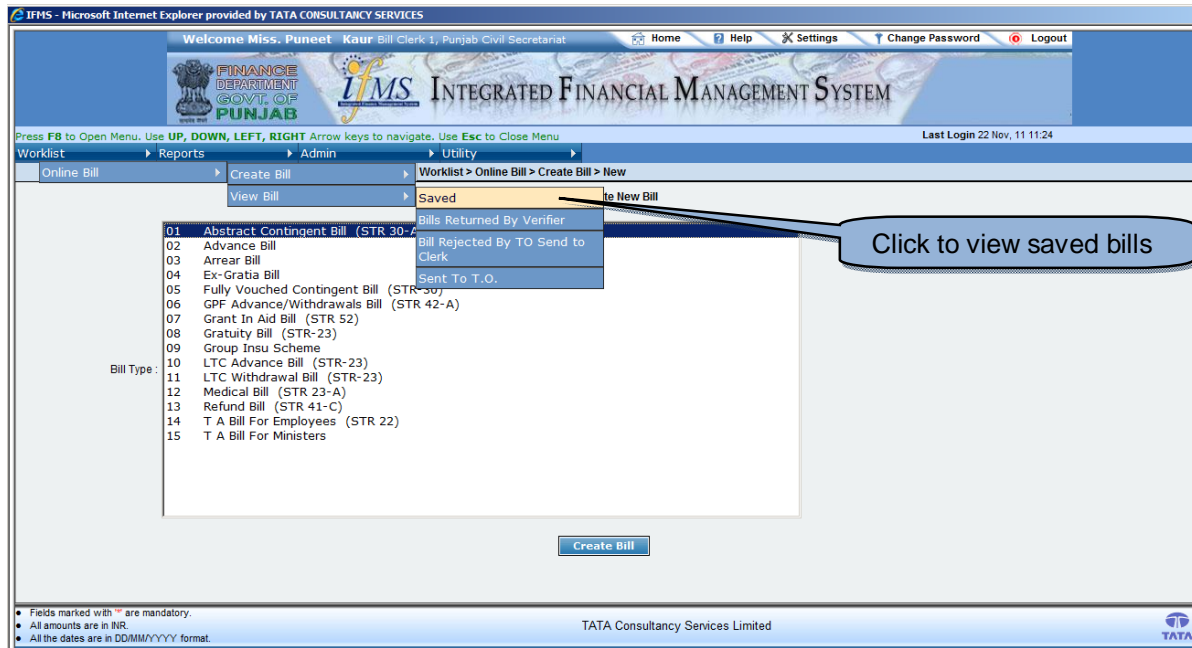 IFMS - Microsoft Internet Explorer provided by TATA CONSULTANCY SERVICES
Welcome Miss. Puneet Kaur Bill Clerk 1, Punjab Civil Secretariat
Home
Help
Settings
Change Password
Logout
FINANCE
DEPARTMENT
GOVT. OF
PUNJAB
ifMS
INTEGRATED FINANCIAL MANAGEMENT SYSTEM
Press F8 to Open Menu. Use UP, DOWN, LEFT, RIGHT Arrow keys to navigate. Use Esc to Close Menu
Last Login 22 Nov, 11 11:24
Worklist
Reports
Admin
Utility
Online Bill
Create Bill
Worklist > Online Bill > Create Bill > New
View Bill
Saved
te New Bill
Bills Returned By Verifier
Bill Rejected By TO Send to
Clerk
Sent To T.O.
Click to view saved bills
Bill Type :
01 Abstract Contingent Bill (STR 30-A
02 Advance Bill
03 Arrear Bill
04 Ex-Gratia Bill
05 Fully Vouched Contingent Bill (STR-30)
06 GPF Advance/Withdrawals Bill (STR 42-A)
07 Grant In Aid Bill (STR 52)
08 Gratuity Bill (STR-23)
09 Group Insu Scheme
10 LTC Advance Bill (STR-23)
11 LTC Withdrawal Bill (STR-23)
12 Medical Bill (STR 23-A)
13 Refund Bill (STR 41-C)
14 T A Bill For Employees (STR 22)
15 T A Bill For Ministers
Create Bill
• Fields marked with '*' are mandatory.
• All amounts are in INR.
• All the dates are in DD/MM/YYYY format.
TATA Consultancy Services Limited
TATA